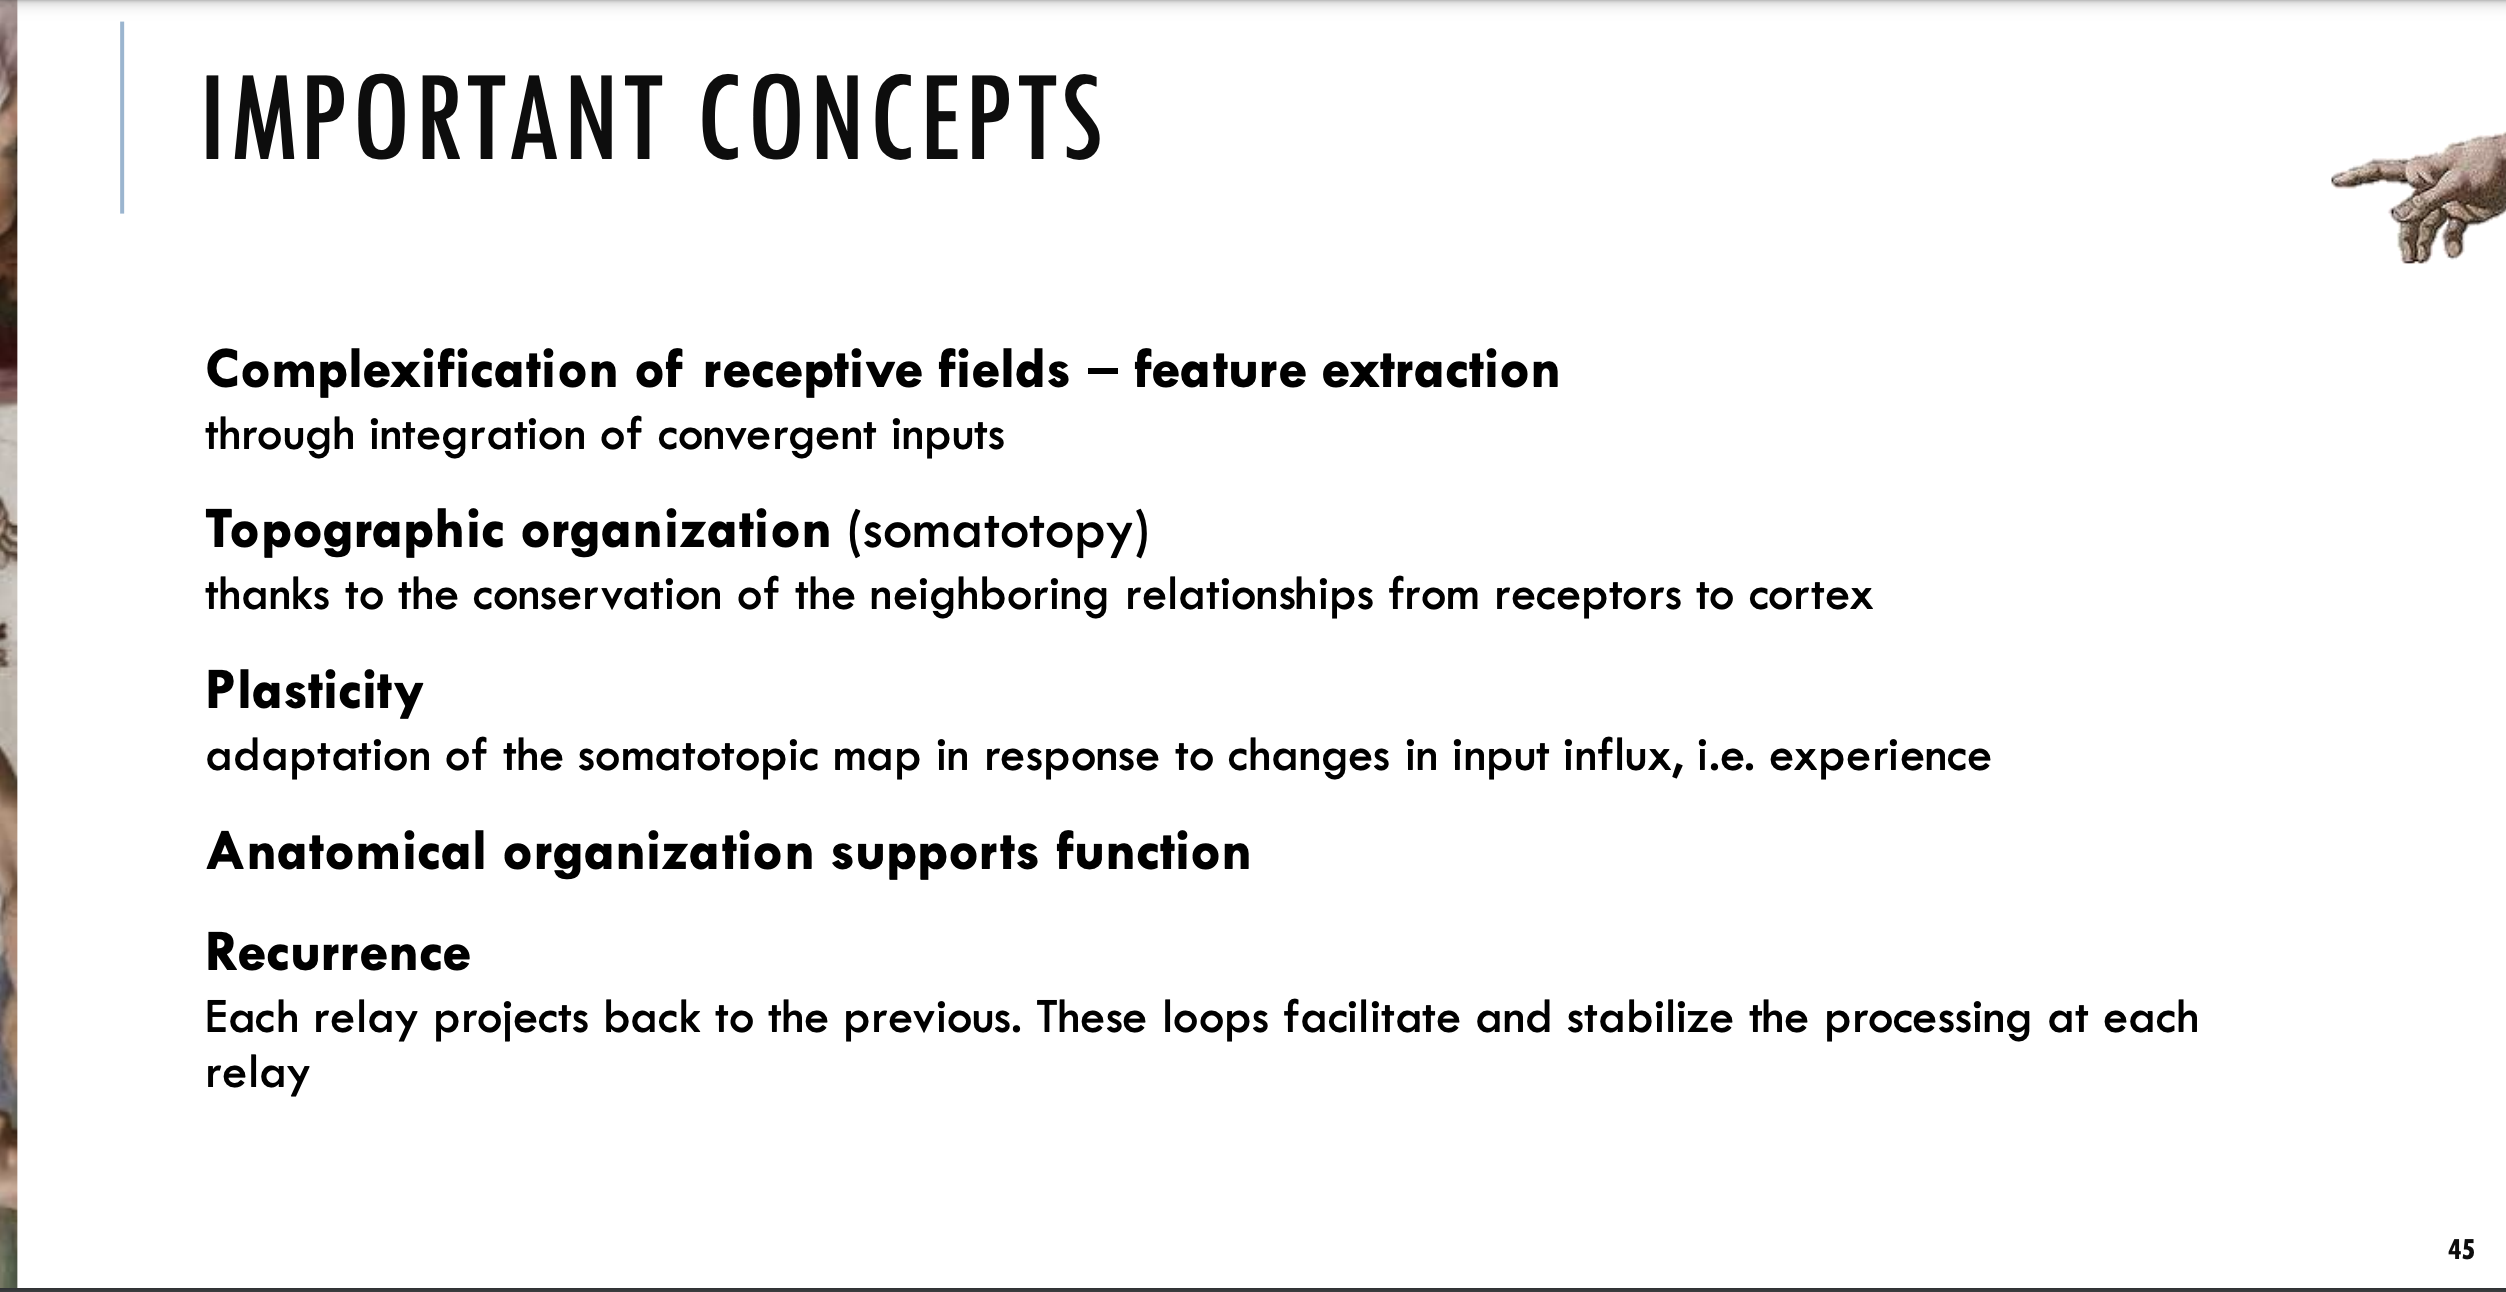 IMPORTANT CONCEPTS
Complexification of receptive fields – feature extraction
through integration of convergent inputs
Topographic organization (somatotopy)
thanks to the conservation of the neighboring relationships from receptors to cortex
Plasticity
adaptation of the somatotopic map in response to changes in input influx, i.e. experience
Anatomical organization supports function
Recurrence
Each relay projects back to the previous. These loops facilitate and stabilize the processing at each
relay
45